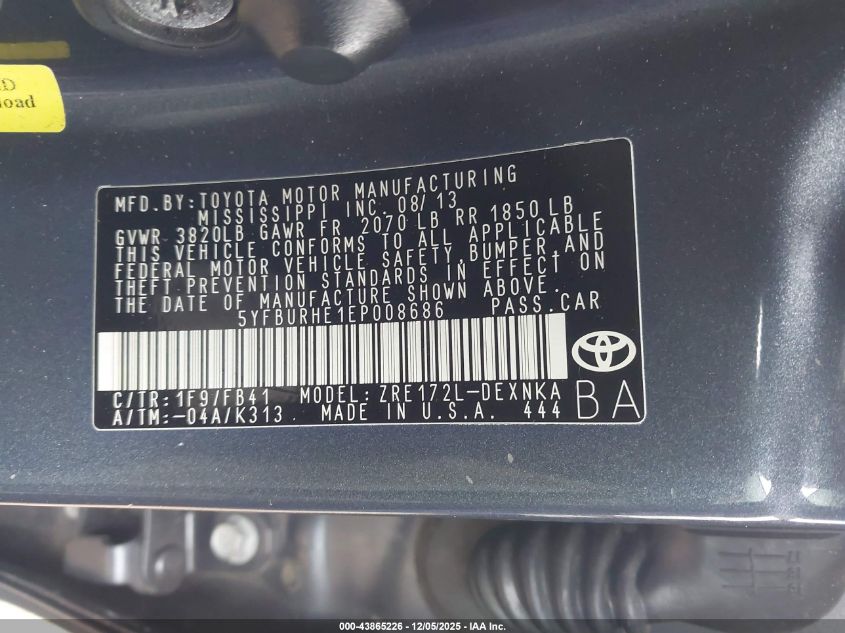 oad
MFD.BY:TOYOTA MOTOR MANUFACTURING
MISSISSIPPI INC. 08/13
GVWR 3820LB GAWR FR 2070 LB RR 1850 LB
THIS VEHICLE CONFORMS TO ALL APPLICABLE
FEDERAL MOTOR VEHICLE SAFETY,BUMPER,AND
THEFT PREVENTION STANDARDS IN EFFECT ON
THE DATE OF MANUFACTURE SHOWN ABOVE.
5YFBURHE1EP008686 PASS.CAR
C/TR:1F9/FB41 MODEL: ZRE172L-DEXNKA
A/TM:-04A/K313 MADE IN U.S.A. 444
BA
000-43865226 - 12/05/2025 - IAA Inc.